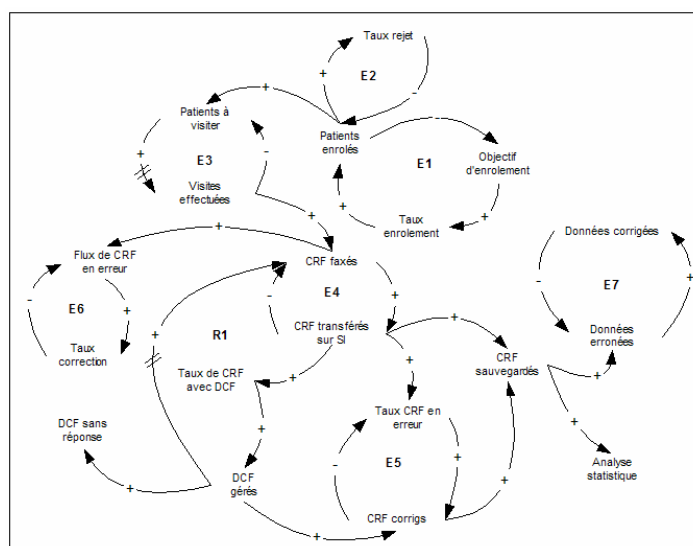 Taux rejet
+
E2
-
+
Patients à
visiter
Patients
enrolés
+
E3
-
E1
Objectif
d'enrolement
Visites
effectuées
+
+
Taux
enrolement
+
+
Données corrigées
Flux de CRF
en erreur
CRF faxés
-
E7
+
-
E6
+
-
E4
+
CRF transférés
sur SI
+
Données
erronées
+
R1
Taux
correction
Taux de CRF
avec DCF
+
+
CRF
sauvegardés
+
DCF sans
réponse
+
Taux CRF en
erreur
+
-
E5
+
DCF
gérés
+
Analyse
statistique
+
+
CRF corrigs